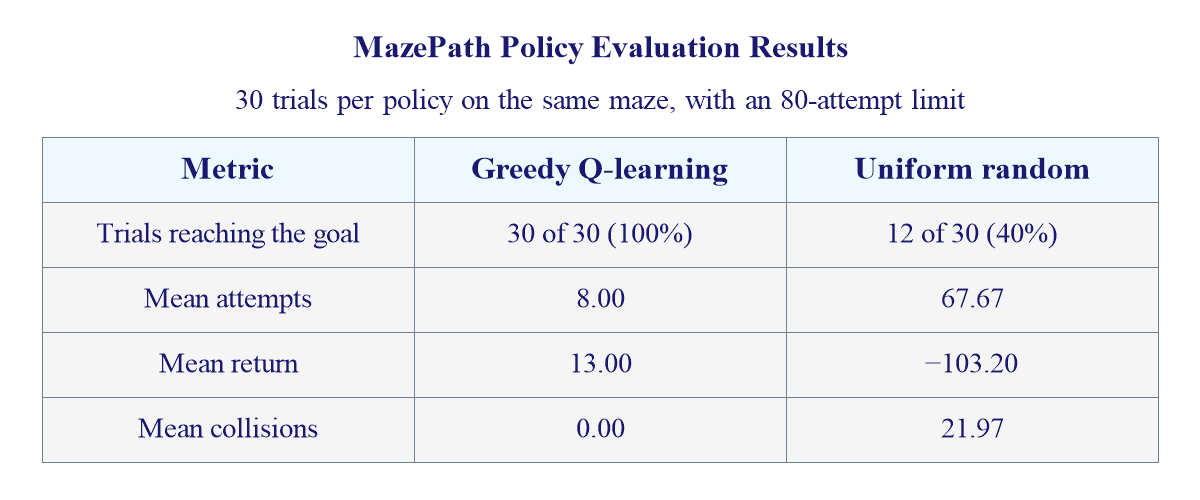 MazePath Policy Evaluation Results
30 trials per policy on the same maze, with an 80-attempt limit
Metric Greedy Q-learning Uniform random
Trials reaching the goal 30 of 30 (100%) 12 of 30 (40%)
Mean attempts 8.00 67.67
Mean return 13.00 −103.20
Mean collisions 0.00 21.97